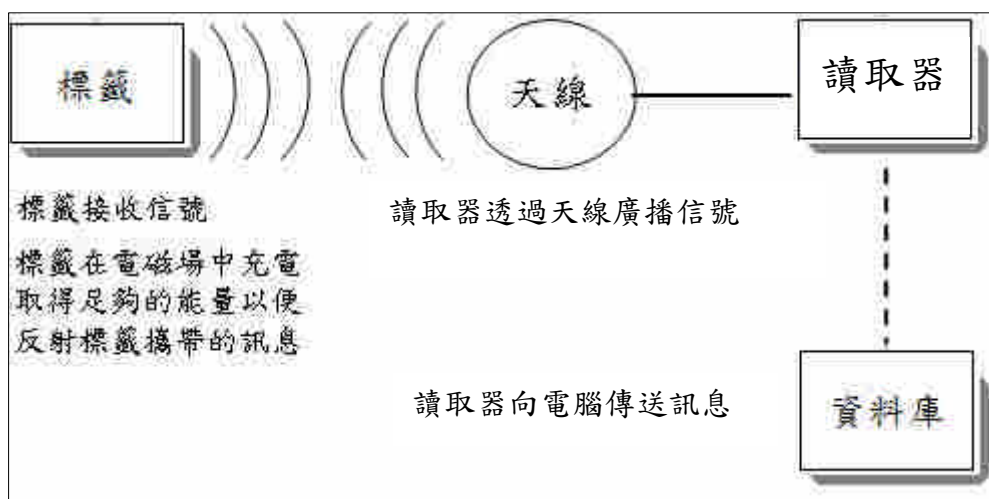 標籤
天線
讀取器
標籤接收信號
讀取器透過天線廣播信號
標籤在電磁場中充電
取得足夠的能量以便
反射標籤攜帶的訊息
讀取器向電腦傳送訊息
資料庫